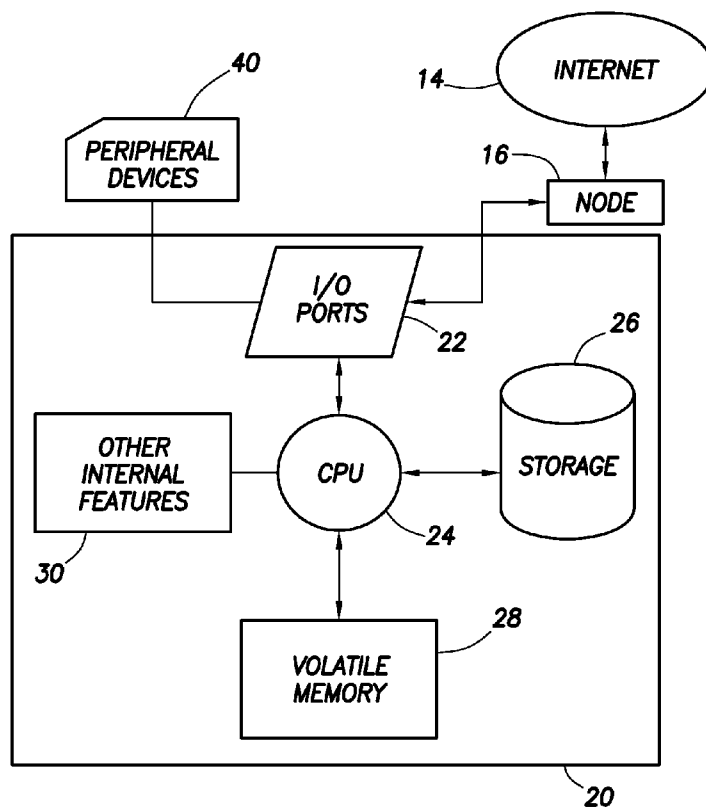 40
INTERNET
14
PERIPHERAL
DEVICES
16
NODE
I/O
PORTS
22
26
OTHER
INTERNAL
FEATURES
CPU
STORAGE
24
30
28
VOLATILE
MEMORY
20